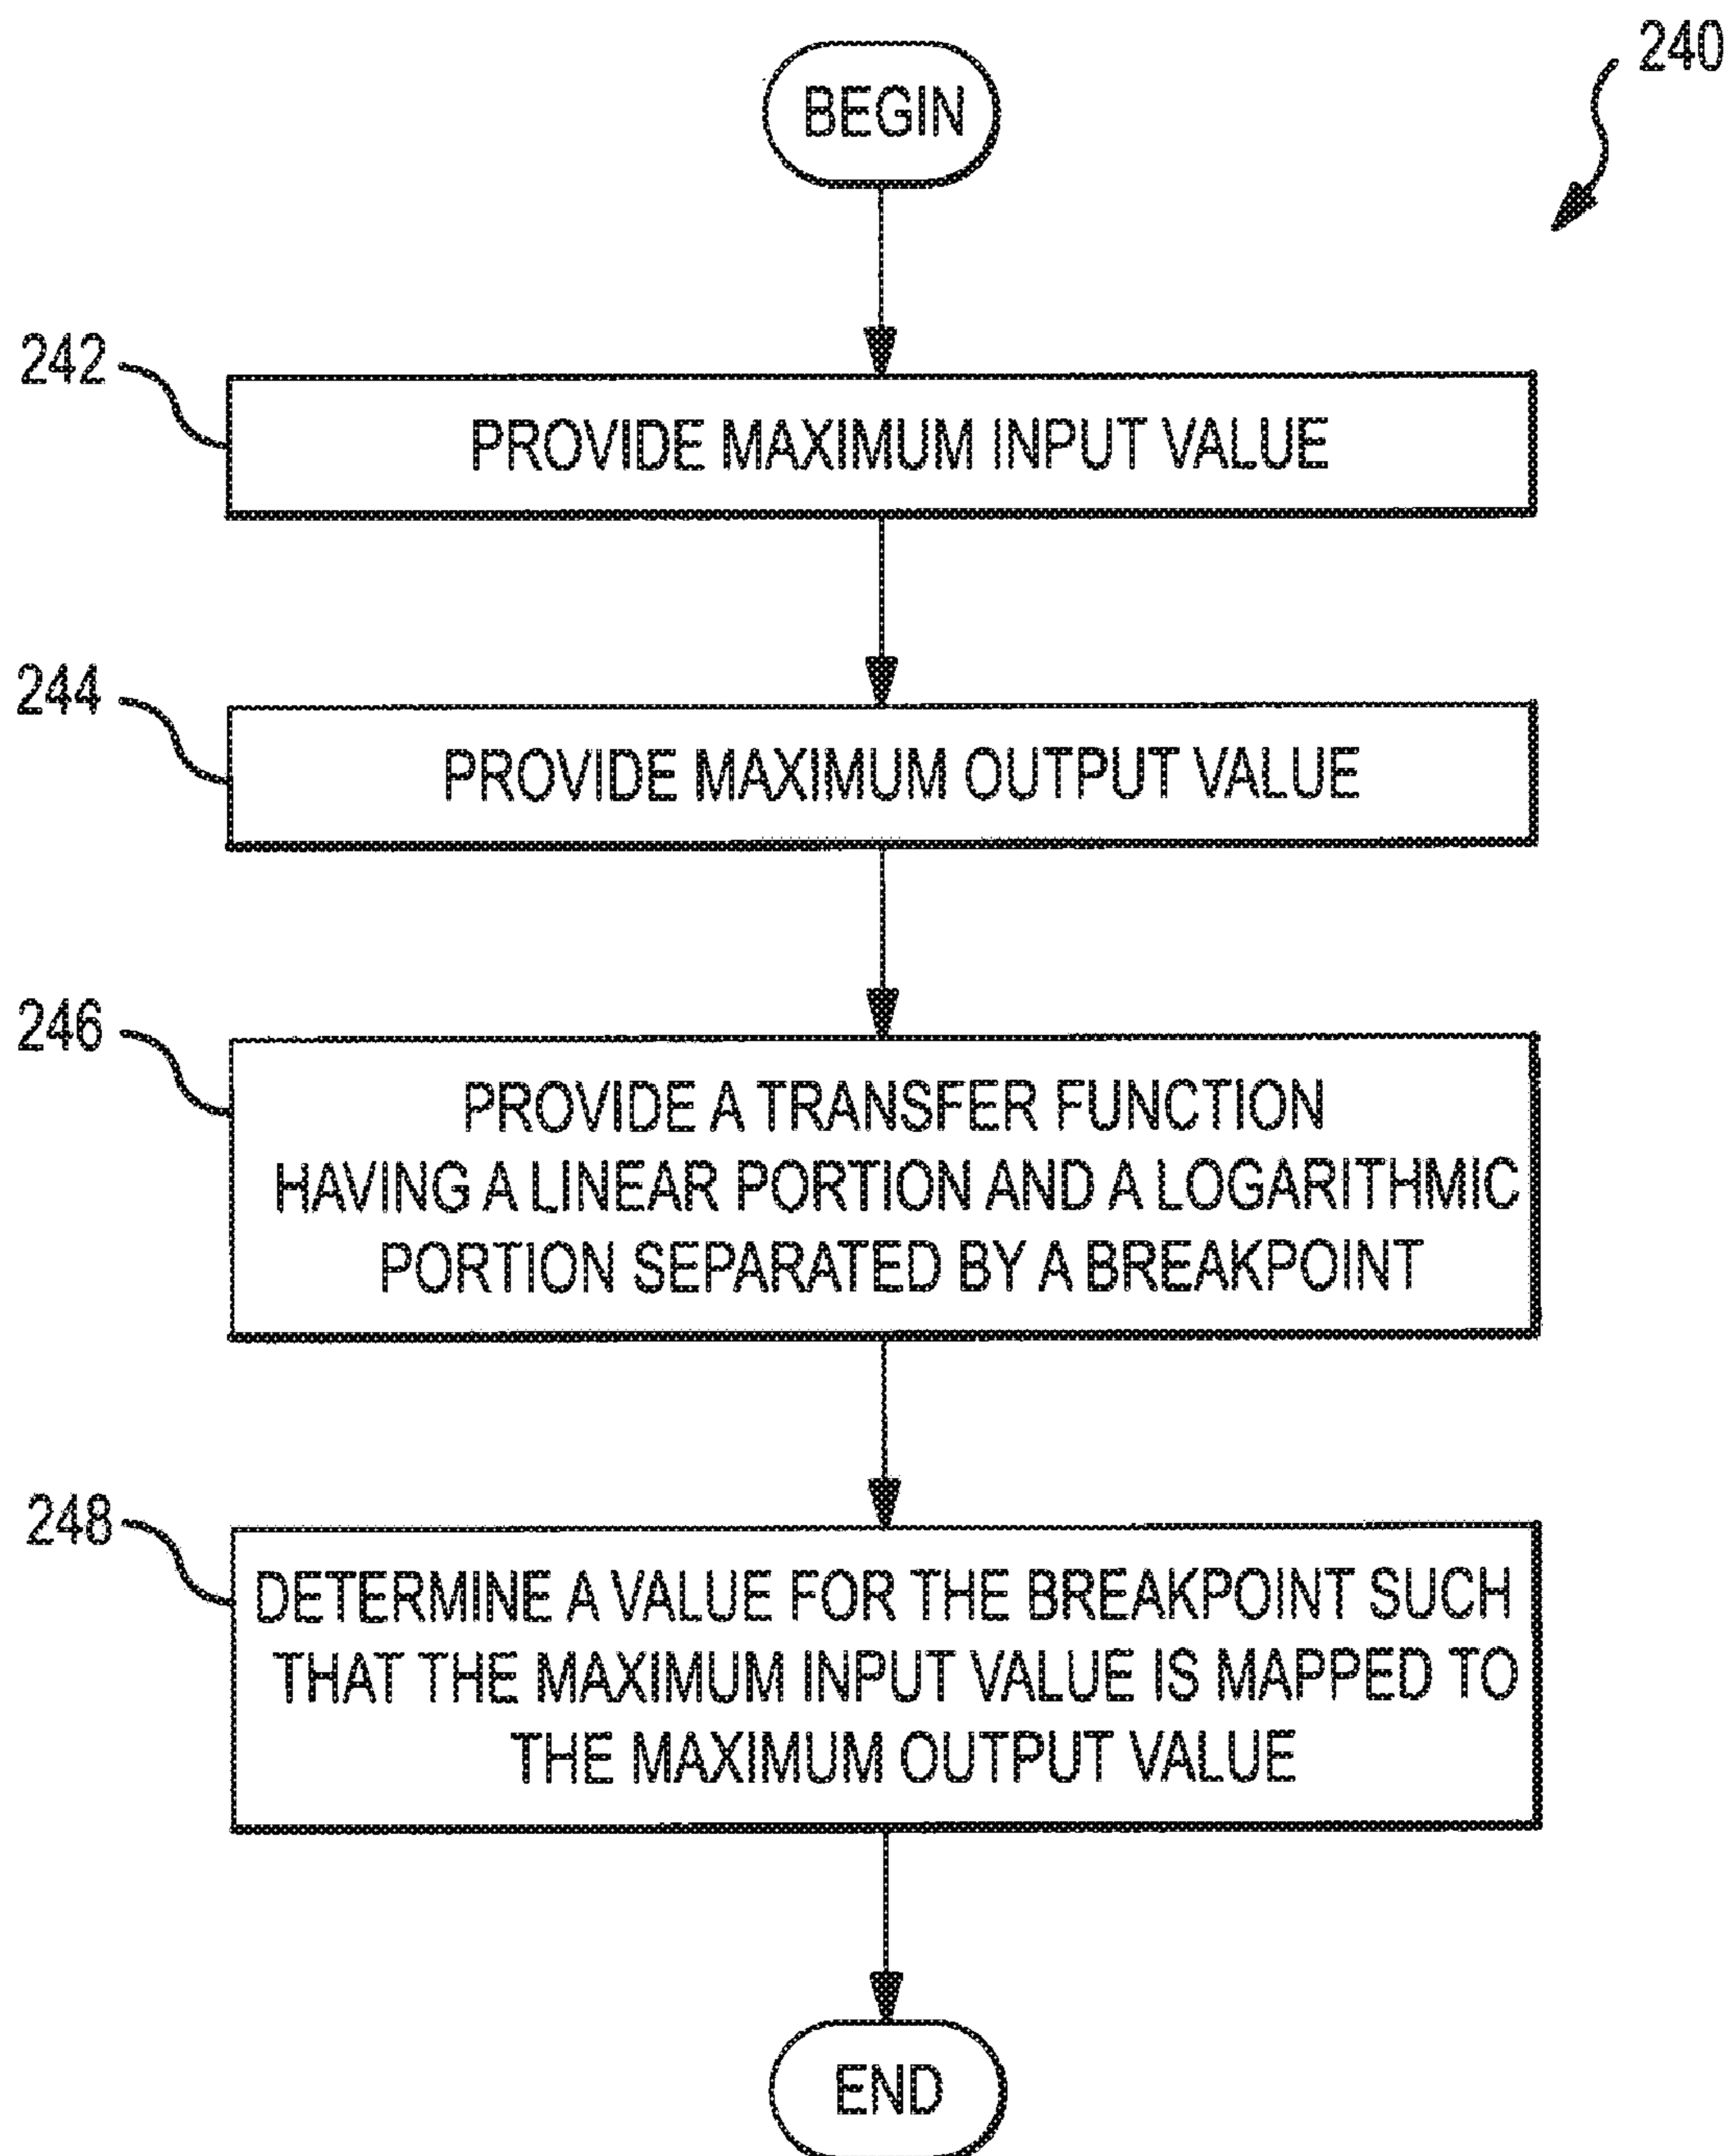 240
BEGIN
242
PROVIDE MAXIMUM INPUT VALUE
244
PROVIDE MAXIMUM OUTPUT VALUE
246
PROVIDE A TRANSFER FUNCTION
HAVING A LINEAR PORTION AND A LOGARITHMIC
PORTION SEPARATED BY A BREAKPOINT
248
DETERMINE A VALUE FOR THE BREAKPOINT SUCH
THAT THE MAXIMUM INPUT VALUE IS MAPPED TO
THE MAXIMUM OUTPUT VALUE
END